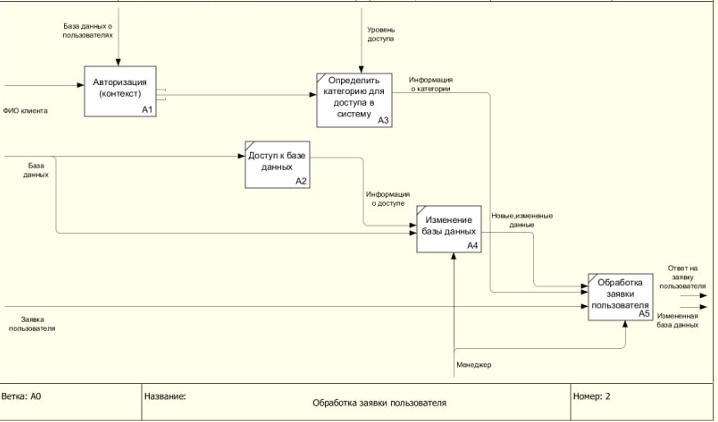 База данных о
пользователях
Уровень
доступа
Авторизация
(контекст)
A1
Определить
категорию для
доступа в
систему
A3
Информация
о категории
ФИО клиента
База
данных
Доступ к базе
данных
A2
Информация
о доступе
Изменение
базы данных
A4
Новые,измененые
данные
Обработка
заявки
пользователя
A5
Ответ на
заявку
пользователя
Измененная
база данных
Заявка
пользователя
Менеджер
Ветка: A0
Название:
Обработка заявки пользователя
Номер: 2